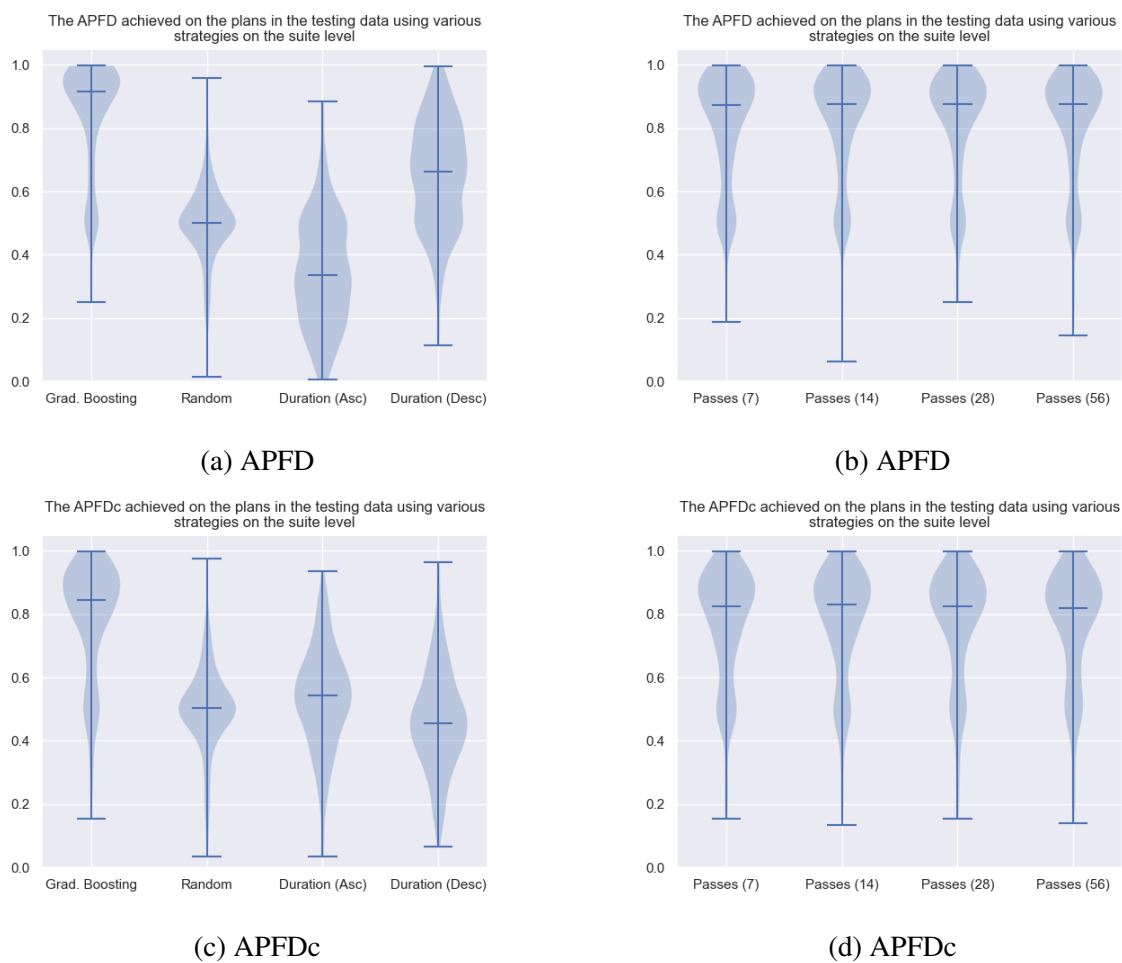 The APFD achieved on the plans in the testing data using various
strategies on the suite level
1.0
0.8
0.6
0.4
0.2
0.0
Grad. Boosting Random Duration (Asc) Duration (Desc)
(a) APFD
The APFD achieved on the plans in the testing data using various
strategies on the suite level
1.0
0.8
0.6
0.4
0.2
0.0
Passes (7) Passes (14) Passes (28) Passes (56)
(b) APFD
The APFDc achieved on the plans in the testing data using various
strategies on the suite level
1.0
0.8
0.6
0.4
0.2
0.0
Grad. Boosting Random Duration (Asc) Duration (Desc)
(c) APFDc
The APFDc achieved on the plans in the testing data using various
strategies on the suite level
1.0
0.8
0.6
0.4
0.2
0.0
Passes (7) Passes (14) Passes (28) Passes (56)
(d) APFDc